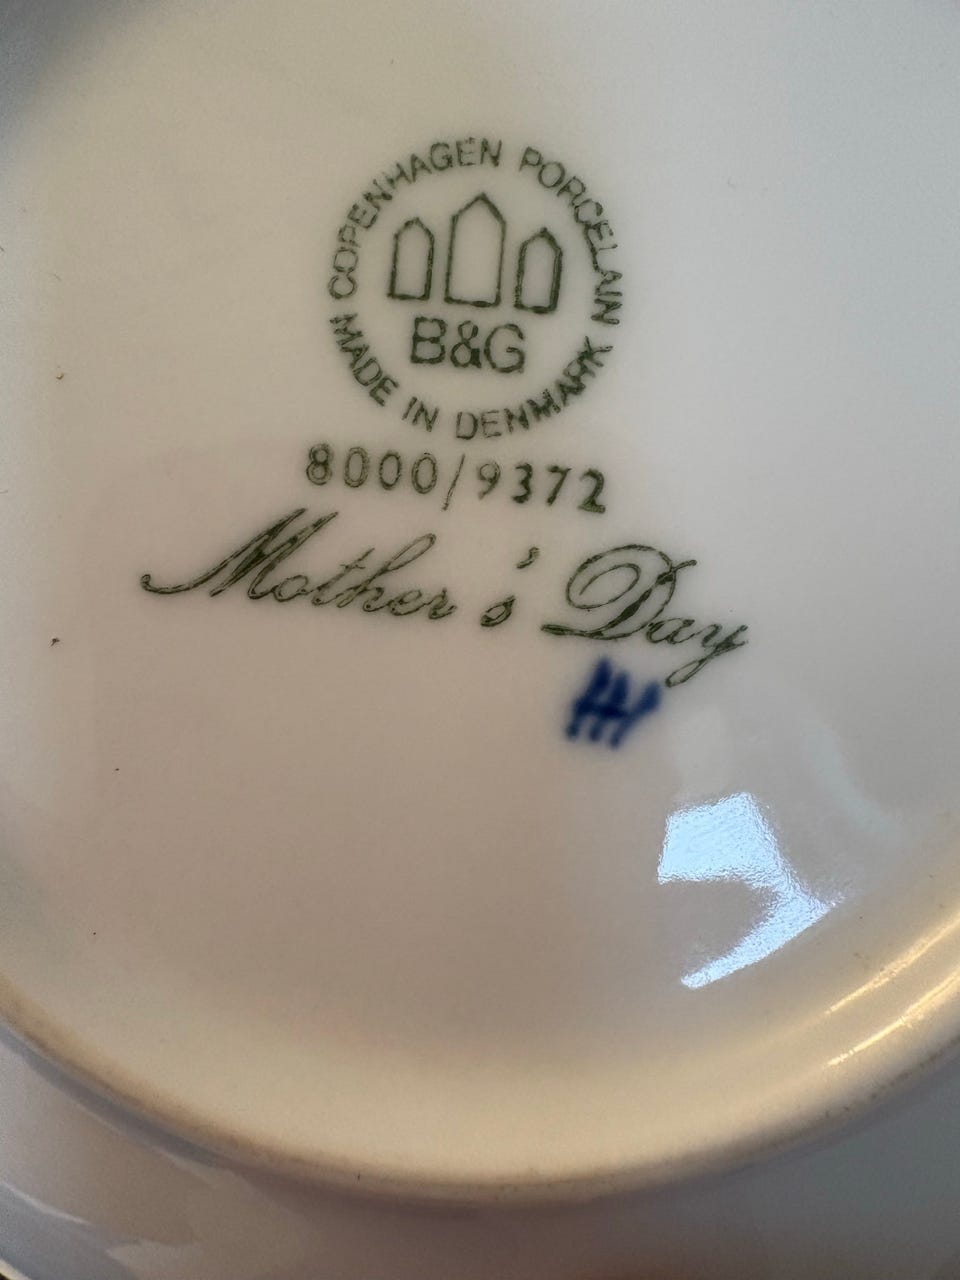 COPENHAGEN PORCELAIN
MADE IN DENMARK
B&G
8000/9372
Mother's Day